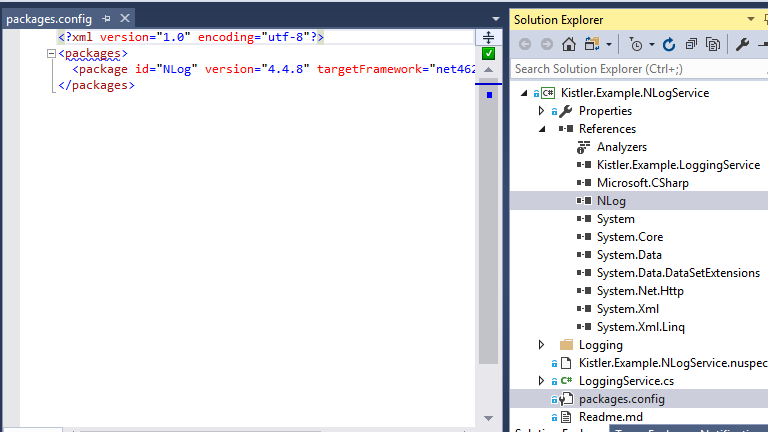 packages.config
<?xml version="1.0" encoding="utf-8"?>
<packages>
<package id="NLog" version="4.4.8" targetFramework="net462
</packages>
Solution Explorer
Search Solution Explorer (Ctrl+;)
C# Kistler.Example.NLogService
Properties
References
Analyzers
Kistler.Example.LoggingService
Microsoft.CSharp
NLog
System
System.Core
System.Data
System.Data.DataSetExtensions
System.Net.Http
System.Xml
System.Xml.Linq
Logging
Kistler.Example.NLogService.nuspec
C# LoggingService.cs
packages.config
Readme.md